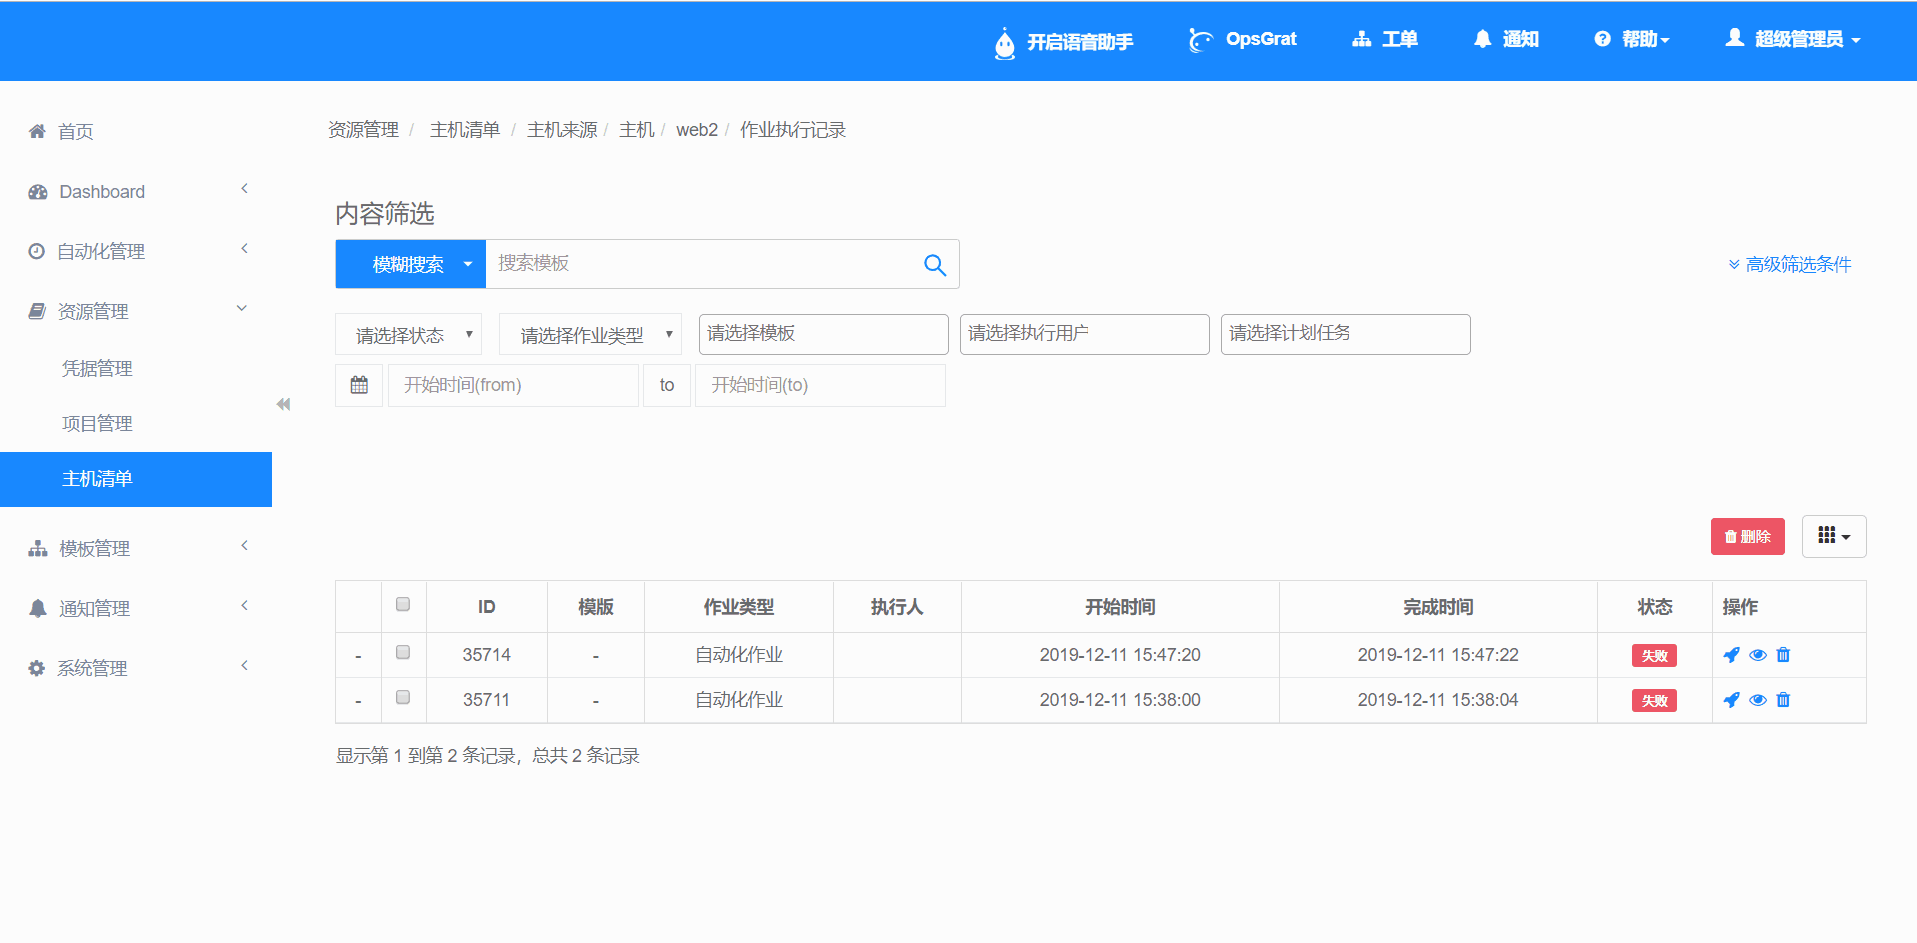 开启语音助手 OpsGrat 工单 通知 帮助 超级管理员
首页
Dashboard
自动化管理
资源管理
凭据管理
项目管理
主机清单
模板管理
通知管理
系统管理
资源管理 / 主机清单 / 主机来源 / 主机 / web2 / 作业执行记录
内容筛选
模糊搜索 搜索模板
高级筛选条件
请选择状态 请选择作业类型 请选择模板 请选择执行用户 请选择计划任务
开始时间(from) to 开始时间(to)
删除
ID 模版 作业类型 执行人 开始时间 完成时间 状态 操作
- 35714 - 自动化作业 2019-12-11 15:47:20 2019-12-11 15:47:22 失败
- 35711 - 自动化作业 2019-12-11 15:38:00 2019-12-11 15:38:04 失败
显示第 1 到第 2 条记录，总共 2 条记录